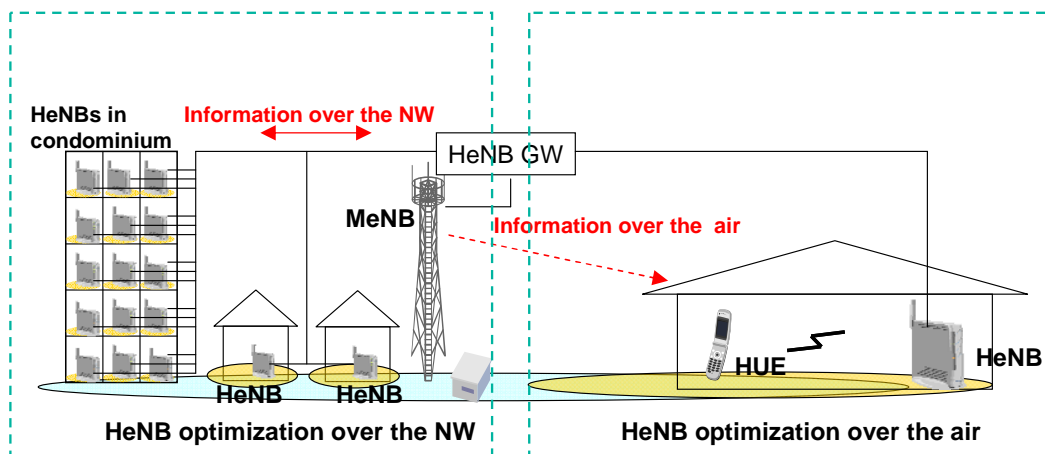 HeNBs in
condominium
Information over the NW
HeNB GW
MeNB
Information over the  air
HUE
HeNB
HeNB
HeNB
HeNB optimization over the NW
HeNB optimization over the air